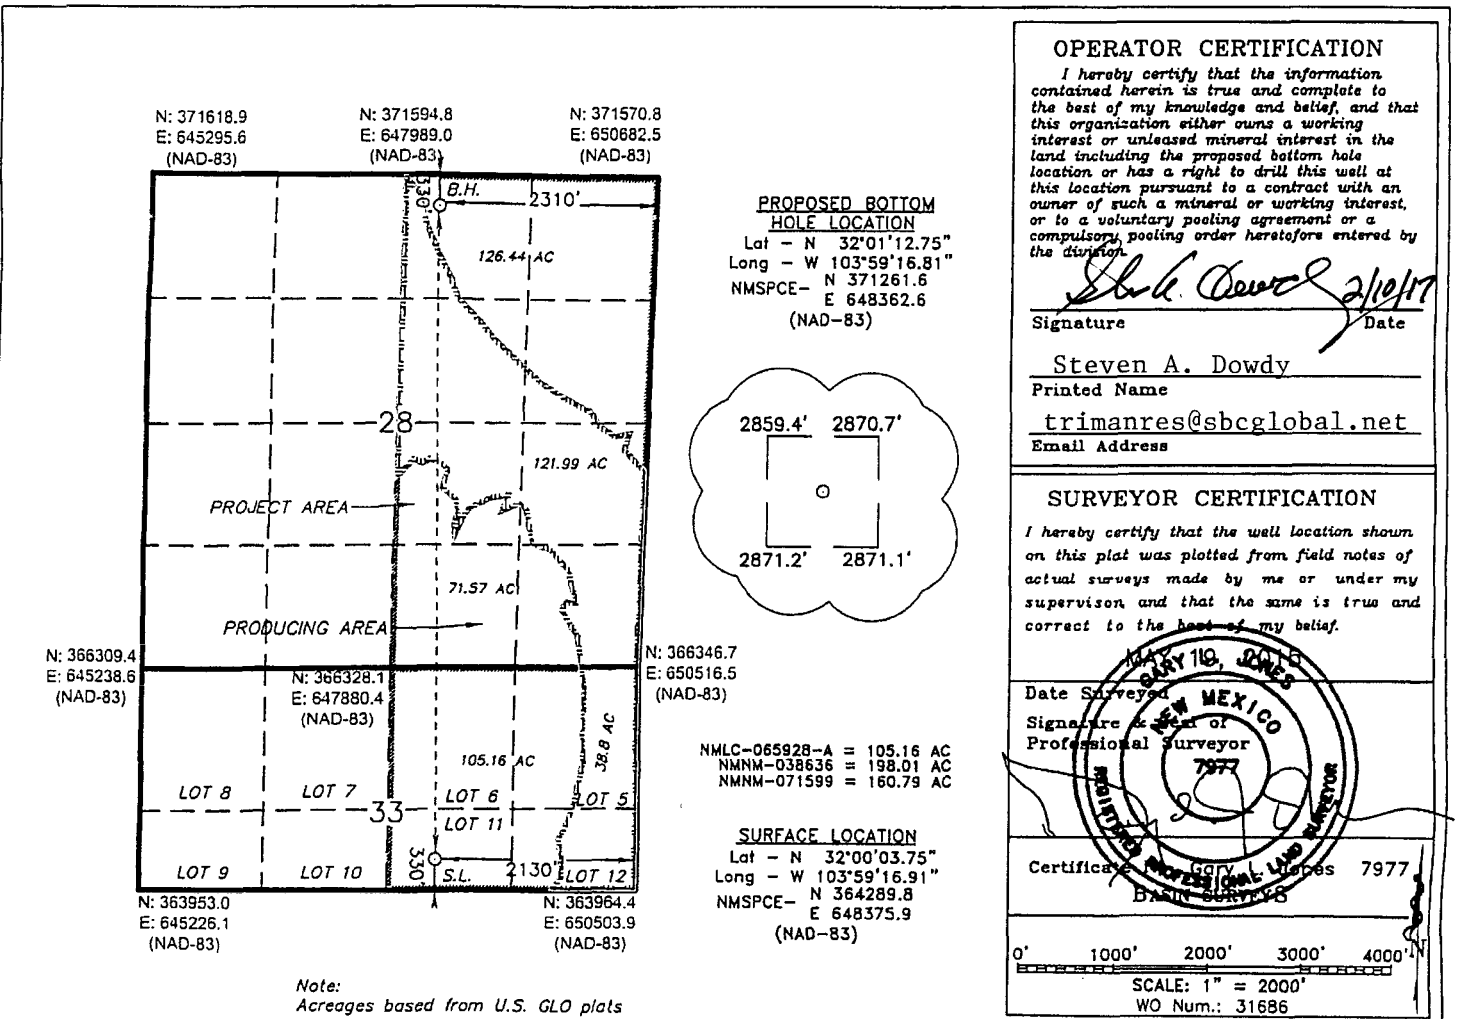 N: 371618.9
E: 645295.6
(NAD-83)
N: 371594.8
E: 647989.0
(NAD-83)
N: 371570.8
E: 650682.5
(NAD-83)
330'
B.H.
2310'
126.44 AC
28
121.99 AC
PROJECT AREA
71.57 AC
PRODUCING AREA
N: 366309.4
E: 645238.6
(NAD-83)
N: 366328.1
E: 647880.4
(NAD-83)
N: 366346.7
E: 650516.5
(NAD-83)
105.16 AC
38.8 AC
LOT 8
LOT 7
LOT 6
LOT 5
33
LOT 11
LOT 9
LOT 10
330'
S.L.
2130'
LOT 12
N: 363953.0
E: 645226.1
(NAD-83)
N: 363964.4
E: 650503.9
(NAD-83)
Note:
Acreages based from U.S. GLO plats
PROPOSED BOTTOM
HOLE LOCATION
Lat - N 32°01'12.75"
Long - W 103°59'16.81"
NMSPCE- N 371261.6
E 648362.6
(NAD-83)
2859.4' 2870.7'
2871.2' 2871.1'
NMLC-065928-A = 105.16 AC
NMNM-038636 = 198.01 AC
NMNM-071599 = 160.79 AC
SURFACE LOCATION
Lat - N 32°00'03.75"
Long - W 103°59'16.91"
NMSPCE- N 364289.8
E 648375.9
(NAD-83)
OPERATOR CERTIFICATION
I hereby certify that the information
contained herein is true and complete to
the best of my knowledge and belief, and that
this organization either owns a working
interest or unleased mineral interest in the
land including the proposed bottom hole
location or has a right to drill this well at
this location pursuant to a contract with an
owner of such a mineral or working interest,
or to a voluntary pooling agreement or a
compulsory pooling order heretofore entered by
the division
2/10/17
Signature Date
Steven A. Dowdy
Printed Name
trimanres@sbcglobal.net
Email Address
SURVEYOR CERTIFICATION
I hereby certify that the well location shown
on this plat was plotted from field notes of
actual surveys made by me or under my
supervison, and that the same is true and
correct to the best of my belief.
MAY 19,
Date Surveyed
Signature & Seal of
Professional Surveyor
GARY L. JONES
NEW MEXICO
7977
REGISTERED PROFESSIONAL LAND SURVEYOR
Certificate Gary L. Jones 7977
BASIN SURVEYS
N
0' 1000' 2000' 3000' 4000'
SCALE: 1" = 2000'
WO Num.: 31686